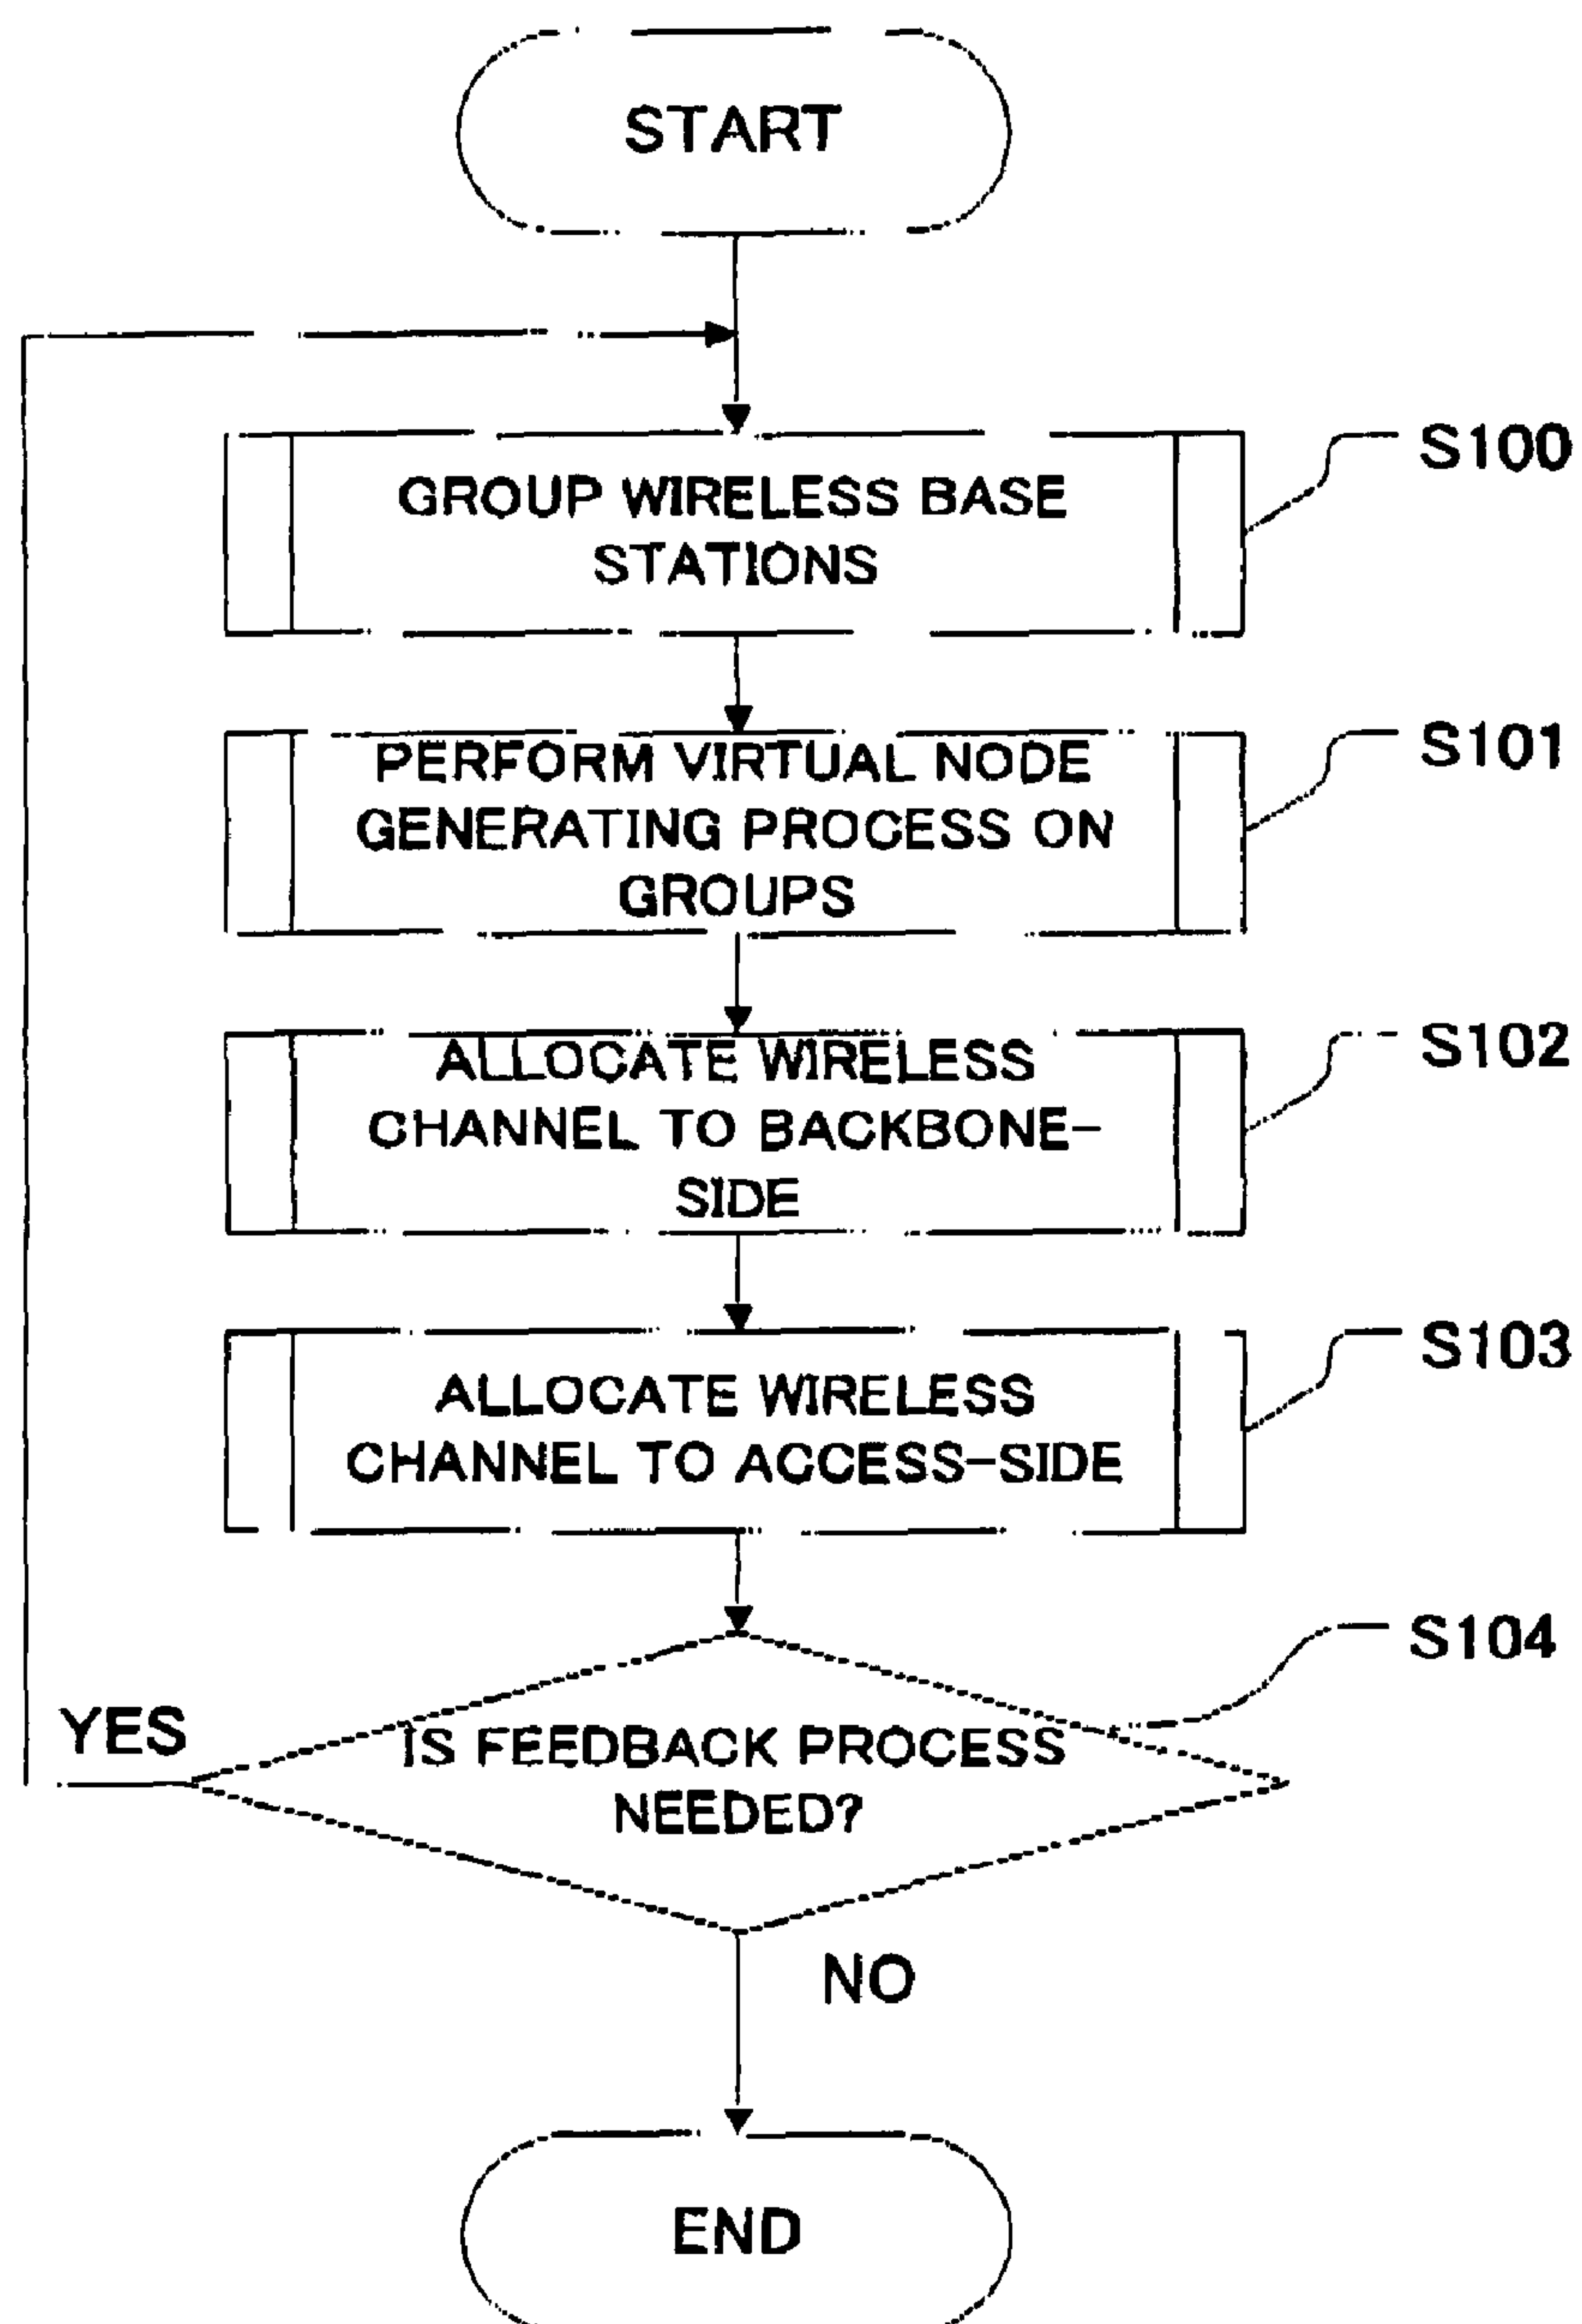 START
GROUP WIRELESS BASE
STATIONS
S100
PERFORM VIRTUAL NODE
GENERATING PROCESS ON
GROUPS
S101
ALLOCATE WIRELESS
CHANNEL TO BACKBONE-
SIDE
S102
ALLOCATE WIRELESS
CHANNEL TO ACCESS-SIDE
S103
IS FEEDBACK PROCESS
NEEDED?
S104
YES
NO
END